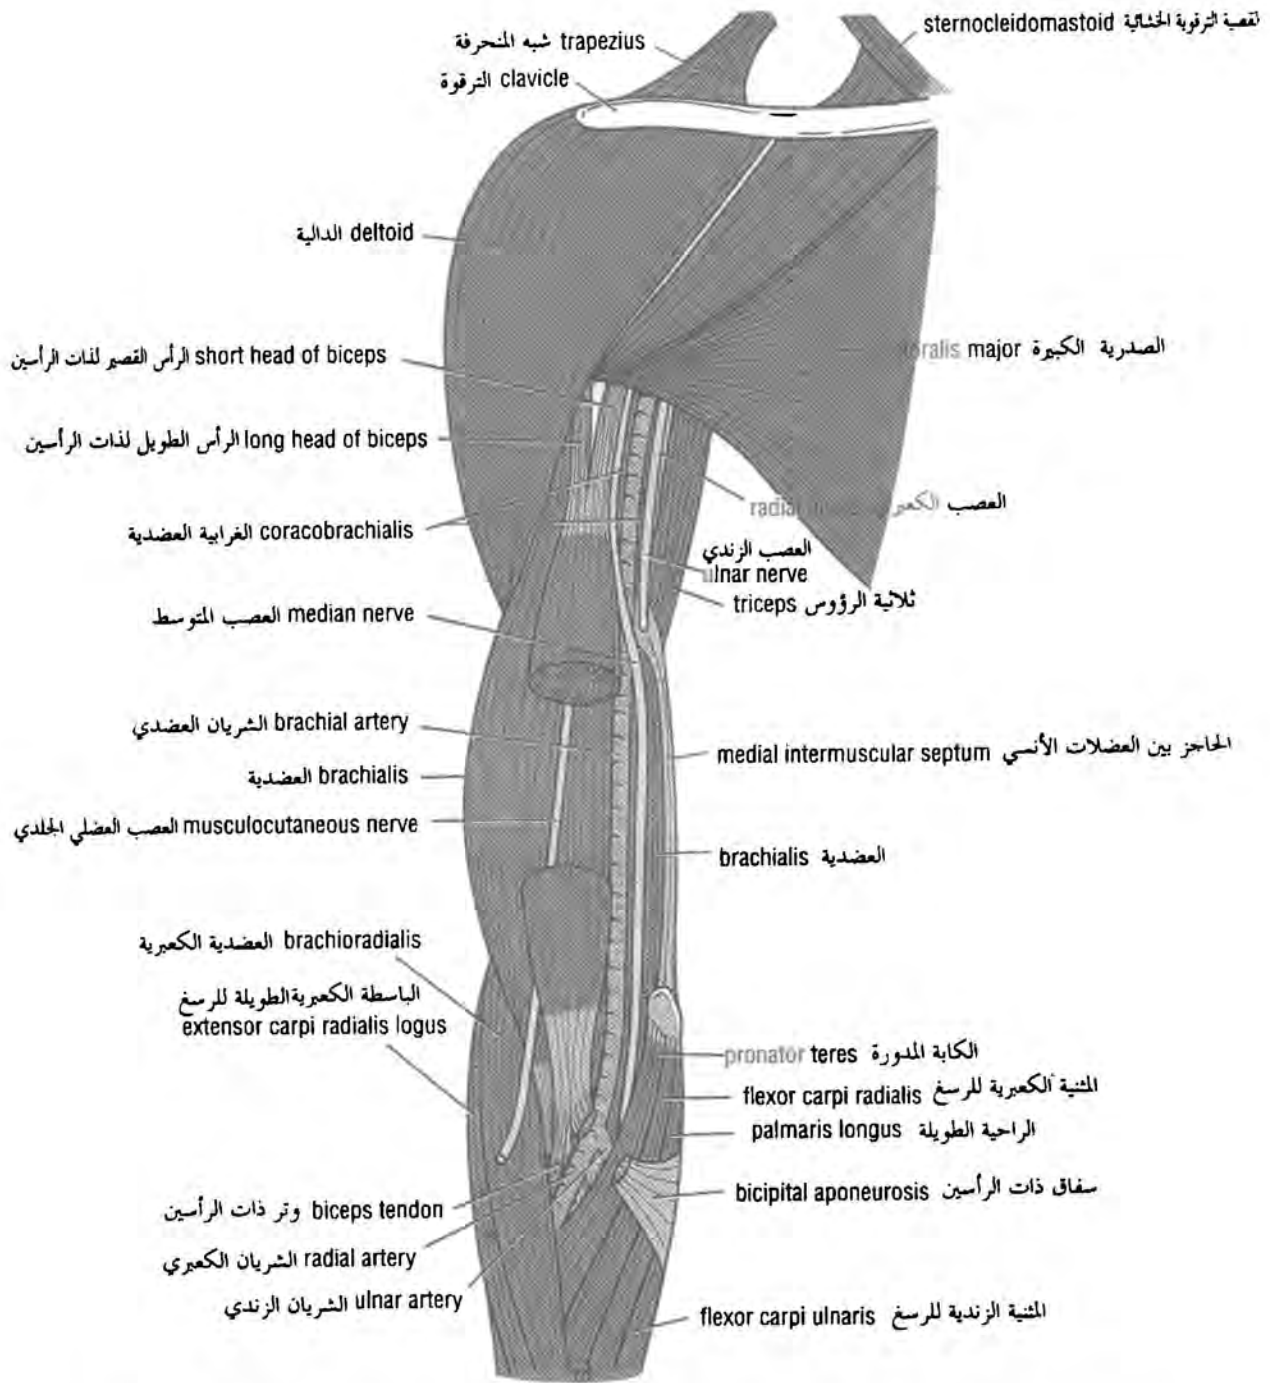 trapezius شبه المنحرفة
sternocleidomastoid لقصية الترقوية الخشائية
clavicle الترقوة
deltoid الدالية
major الصدرية الكبيرة
short head of biceps الرأس القصير لذات الرأسين
long head of biceps الرأس الطويل لذات الرأسين
radial العصب
coracobrachialis الغرابية العضدية
العصب الزندي
ulnar nerve
triceps ثلاثية الرؤوس
median nerve العصب المتوسط
brachial artery الشريان العضدي
medial intermuscular septum الحاجز بين العضلات الأنسي
brachialis العضدية
musculocutaneous nerve العصب العضلي الجلدي
brachialis العضدية
brachioradialis العضدية الكعبرية
الباسطة الكعبرية الطويلة للرسغ
extensor carpi radialis logus
pronator teres الكابة المدورة
flexor carpi radialis المثنية الكعبرية للرسغ
palmaris longus الراحية الطويلة
bicipital aponeurosis سفاق ذات الرأسين
biceps tendon وتر ذات الرأسين
radial artery الشريان الكعبري
ulnar artery الشريان الزندي
flexor carpi ulnaris المثنية الزندية للرسغ